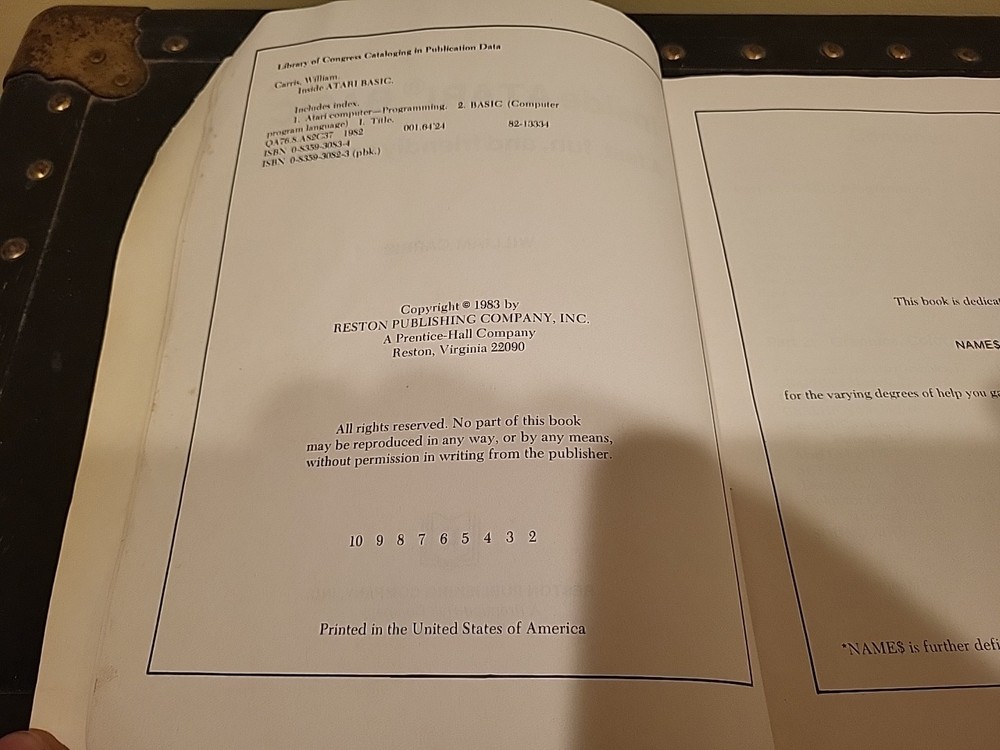 Library of Congress Cataloging in Publication Data
Carris, William.
Inside ATARI BASIC.
Includes index.
1. Atari computer—Programming. 2. BASIC (Computer
program language) I. Title.
QA76.8.A82C37 1982 001.64'24 82-13334
ISBN 0-8359-3083-4
ISBN 0-8359-3082-3 (pbk.)
Copyright © 1983 by
RESTON PUBLISHING COMPANY, INC.
A Prentice-Hall Company
Reston, Virginia 22090
All rights reserved. No part of this book
may be reproduced in any way, or by any means,
without permission in writing from the publisher.
10 9 8 7 6 5 4 3 2
Printed in the United States of America
This book is dedicat
NAME$
for the varying degrees of help you ga
*NAME$ is further defi